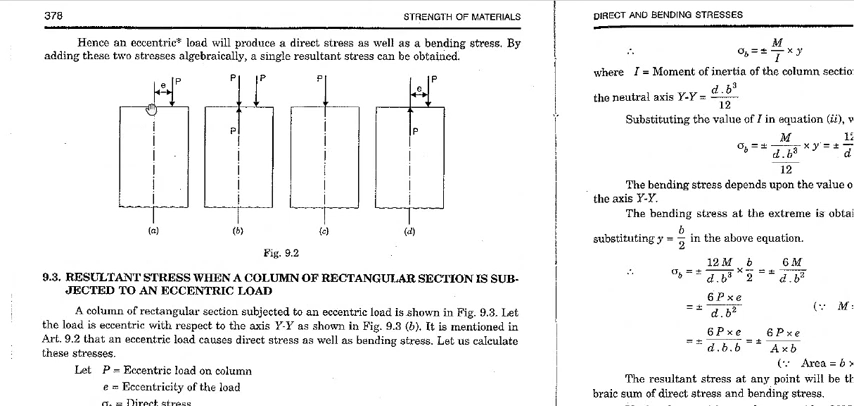 378
STRENGTH OF MATERIALS
Hence an eccentric* load will produce a direct stress as well as a bending stress. By
adding these two stresses algebraically, a single resultant stress can be obtained.
e P
P P
P
P
e P
P
(a) (b) (c) (d)
Fig. 9.2
9.3. RESULTANT STRESS WHEN A COLUMN OF RECTANGULAR SECTION IS SUB-
JECTED TO AN ECCENTRIC LOAD
A column of rectangular section subjected to an eccentric load is shown in Fig. 9.3. Let
the load is eccentric with respect to the axis Y-Y as shown in Fig. 9.3 (b). It is mentioned in
Art. 9.2 that an eccentric load causes direct stress as well as bending stress. Let us calculate
these stresses.
Let P = Eccentric load on column
e = Eccentricity of the load
σ₀ = Direct stress
DIRECT AND BENDING STRESSES
∴ σb = ± M/I × y
where I = Moment of inertia of the column sectio
the neutral axis Y-Y = d.b³/12
Substituting the value of I in equation (ii),
σb = ± M/(d.b³/12) × y = ±
The bending stress depends upon the value o
the axis Y-Y.
The bending stress at the extreme is obtai
substituting y = b/2 in the above equation.
∴ σb = ± 12 M/d.b³ × b/2 = ± 6 M/d.b²
= ± 6 P × e/d.b² (∵ M
= ± 6 P × e/d.b.b = ± 6 P × e/A × b
(∵ Area = b ×
The resultant stress at any point will be th
braic sum of direct stress and bending stress.